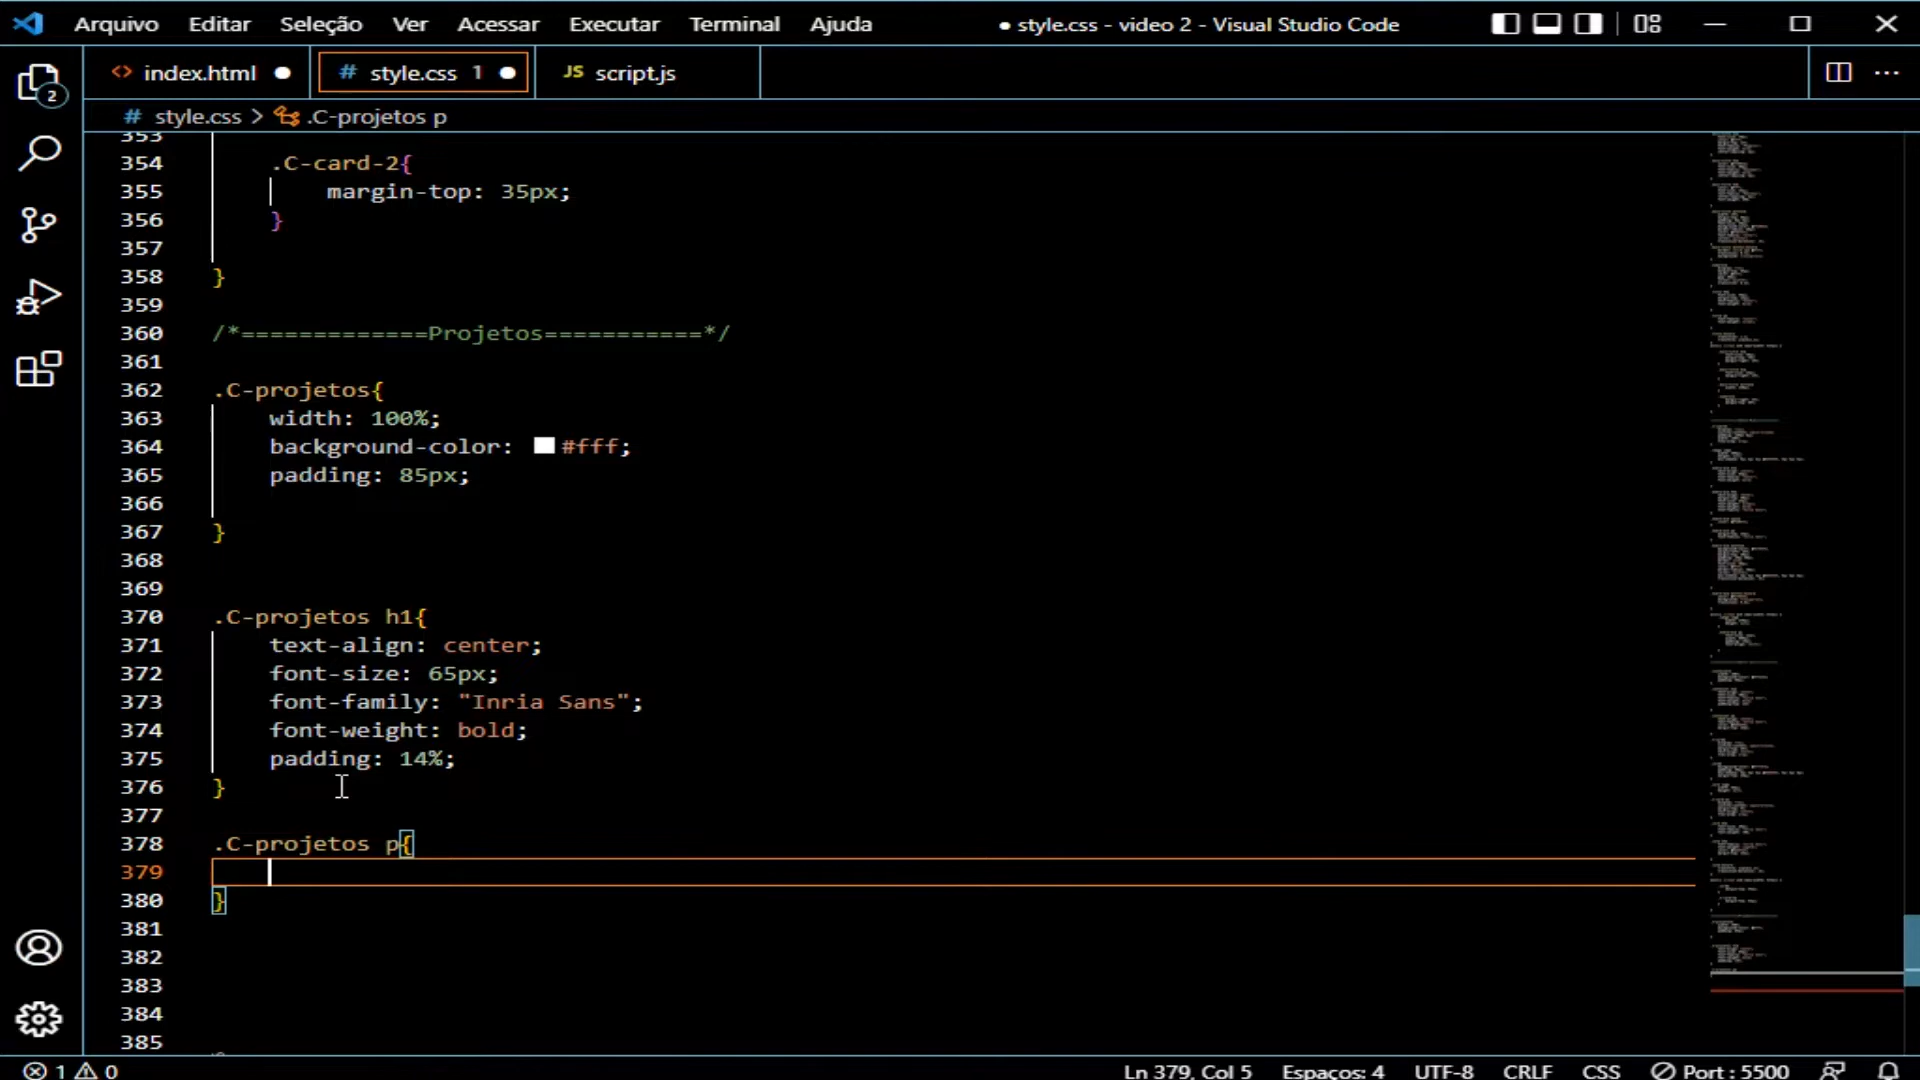 Arquivo Editar Seleção Ver Acessar Executar Terminal Ajuda ● style.css - video 2 - Visual Studio Code
index.html # style.css 1 JS script.js
2
# style.css > .C-projetos p
353
354 .C-card-2{
355 margin-top: 35px;
356 }
357
358 }
359
360 /*=============Projetos===========*/
361
362 .C-projetos{
363 width: 100%;
364 background-color: #fff;
365 padding: 85px;
366
367 }
368
369
370 .C-projetos h1{
371 text-align: center;
372 font-size: 65px;
373 font-family: "Inria Sans";
374 font-weight: bold;
375 padding: 14%;
376 }
377
378 .C-projetos p{
379
380 }
381
382
383
384
385
1 0 Ln 379, Col 5 Espaços: 4 UTF-8 CRLF CSS Port : 5500